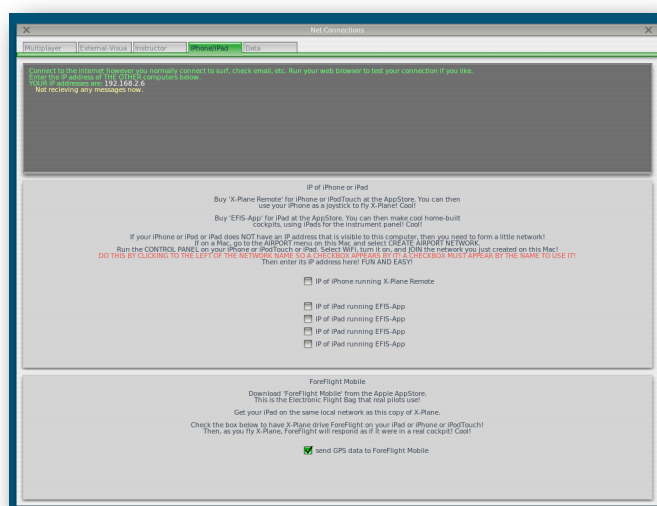 Net Connections
Multiplayer
External-Visua
Instructor
iPhone/iPad
Data
Connect to the internet however you normally connect to surf, check email, etc. Run your web browser to test your connection if you like.
Enter the IP address of THE OTHER computers below.
YOUR IP addresses are: 192.168.2.6
Not recieving any messages now.
IP of iPhone or iPad
Buy 'X-Plane Remote' for iPhone or iPodTouch at the AppStore. You can then
use your iPhone as a joystick to fly X-Plane! Cool!
Buy 'EFIS-App' for iPad at the AppStore. You can then make cool home-built
cockpits, using iPads for the instrument panel! Cool!
If your iPhone or iPod or iPad does NOT have an IP address that is visible to this computer, then you need to form a little network!
If on a Mac, go to the AIRPORT menu on this Mac and select CREATE AIRPORT NETWORK.
Run the CONTROL PANEL on your iPhone or iPodTouch or iPad. Select WiFi, turn it on, and JOIN the network you just created on this Mac!
DO THIS BY CLICKING TO THE LEFT OF THE NETWORK NAME SO A CHECKBOX APPEARS BY IT! A CHECKBOX MUST APPEAR BY THE NAME TO USE IT!
Then enter its IP address here! FUN AND EASY!
IP of iPhone running X-Plane Remote
IP of iPad running EFIS-App
IP of iPad running EFIS-App
IP of iPad running EFIS-App
IP of iPad running EFIS-App
ForeFlight Mobile
Download 'ForeFlight Mobile' from the Apple AppStore.
This is the Electronic Flight Bag that real pilots use!
Get your iPad on the same local network as this copy of X-Plane.
Check the box below to have X-Plane drive ForeFlight on your iPad or iPhone or iPodTouch!
Then, as you fly X-Plane, ForeFlight will respond as if it were in a real cockpit! Cool!
send GPS data to ForeFlight Mobile